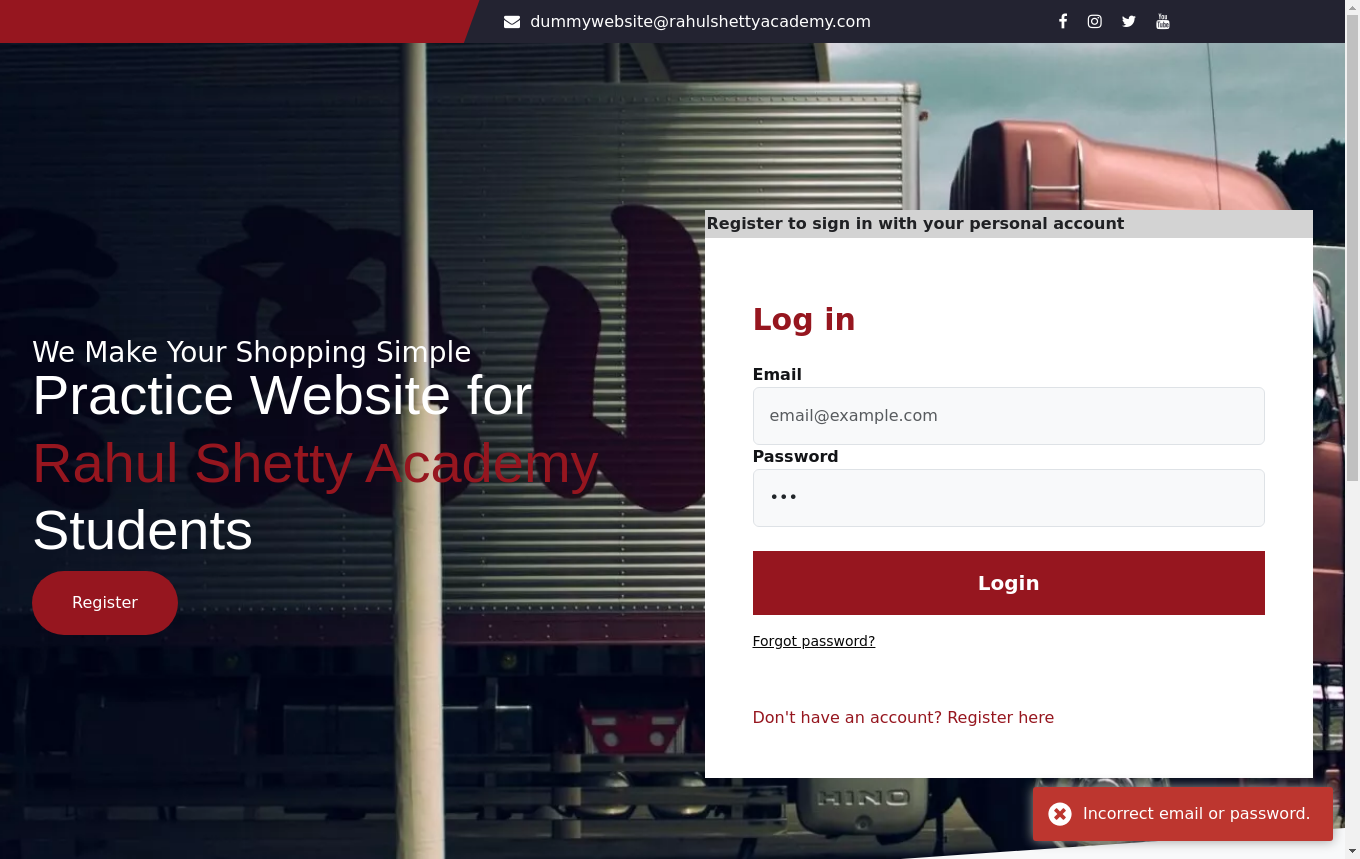 dummywebsite@rahulshettyacademy.com
We Make Your Shopping Simple
Practice Website for
Rahul Shetty Academy
Students
Register
Register to sign in with your personal account
Log in
Email
email@example.com
Password
•••
Login
Forgot password?
Don't have an account? Register here
HINO
Incorrect email or password.